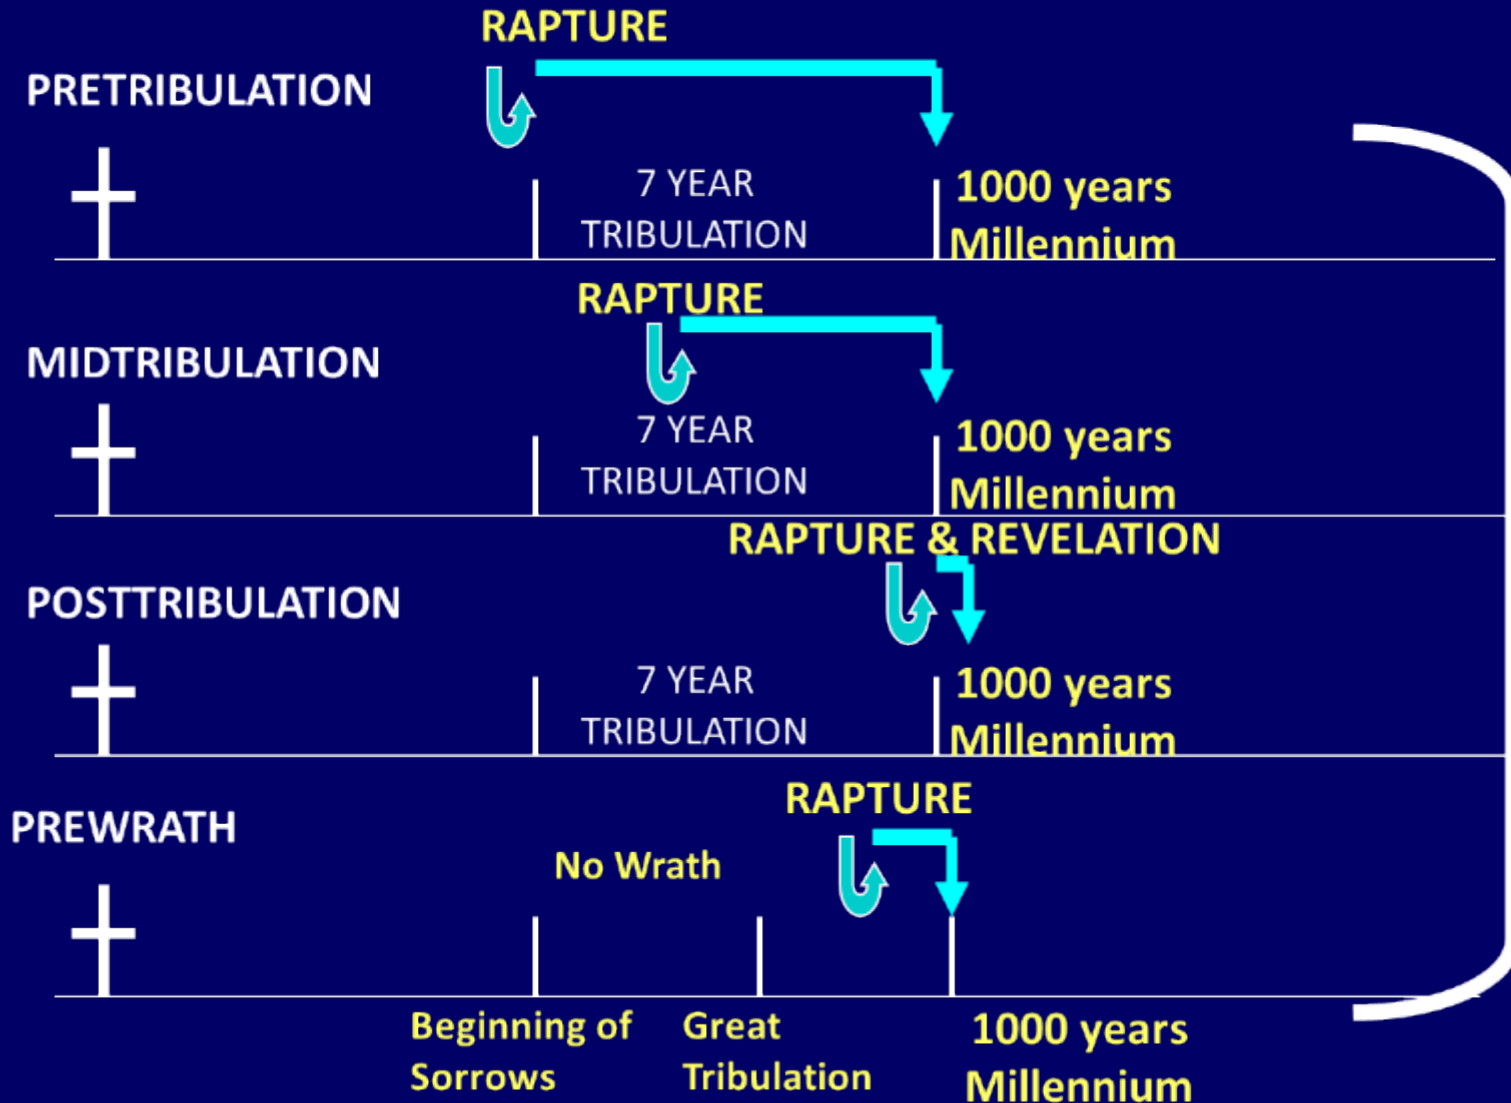 RAPTURE
PRETRIBULATION
7 YEAR
TRIBULATION
1000 years
Millennium
RAPTURE
MIDTRIBULATION
7 YEAR
TRIBULATION
1000 years
Millennium
RAPTURE & REVELATION
POSTTRIBULATION
7 YEAR
TRIBULATION
1000 years
Millennium
RAPTURE
PREWRATH
No Wrath
Beginning of
Sorrows
Great
Tribulation
1000 years
Millennium